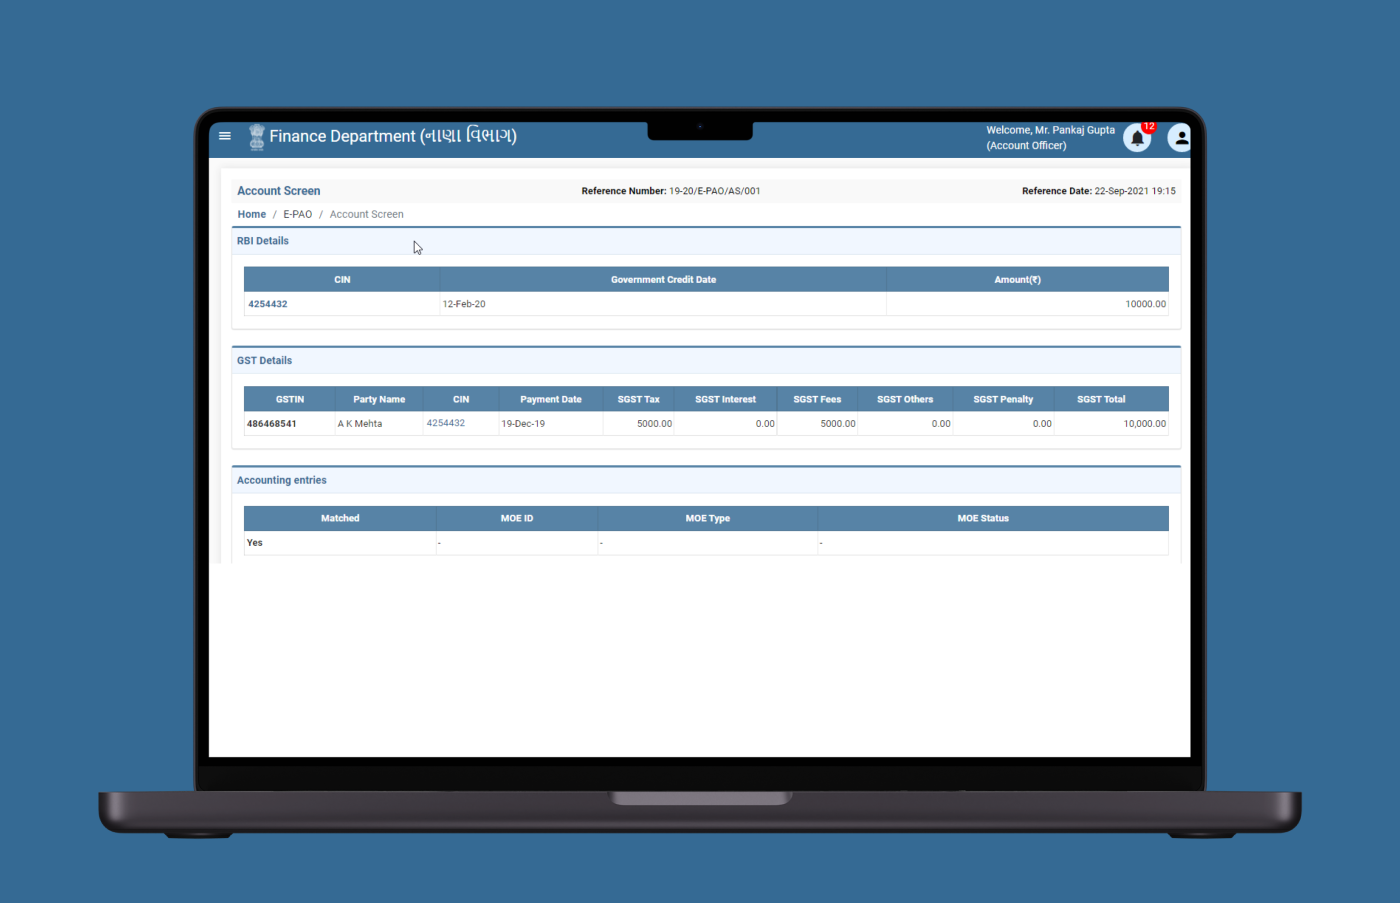 Finance Department (નાણા વિભાગ)
Welcome, Mr. Pankaj Gupta
(Account Officer)
12
Account Screen
Reference Number: 19-20/E-PAO/AS/001
Reference Date: 22-Sep-2021 19:15
Home / E-PAO / Account Screen
RBI Details
CIN Government Credit Date Amount(₹)
4254432 12-Feb-20 10000.00
GST Details
GSTIN Party Name CIN Payment Date SGST Tax SGST Interest SGST Fees SGST Others SGST Penalty SGST Total
486468541 A K Mehta 4254432 19-Dec-19 5000.00 0.00 5000.00 0.00 0.00 10,000.00
Accounting entries
Matched MOE ID MOE Type MOE Status
Yes - - -